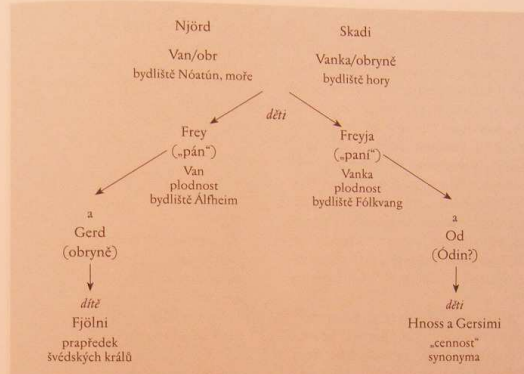 Njörd
Skadi
Van/obr
Vanka/obryně
bydliště Nóatún, moře
bydliště hory
děti
Frey
Freyja
(„pán“)
(„paní“)
Van
Vanka
plodnost
plodnost
bydliště Álfheim
bydliště Fólkvang
a
a
Gerd
Od
(obryně)
(Ódin?)
dítě
děti
Fjölni
Hnoss a Gersimi
prapředek
„cennost“
švédských králů
synonyma